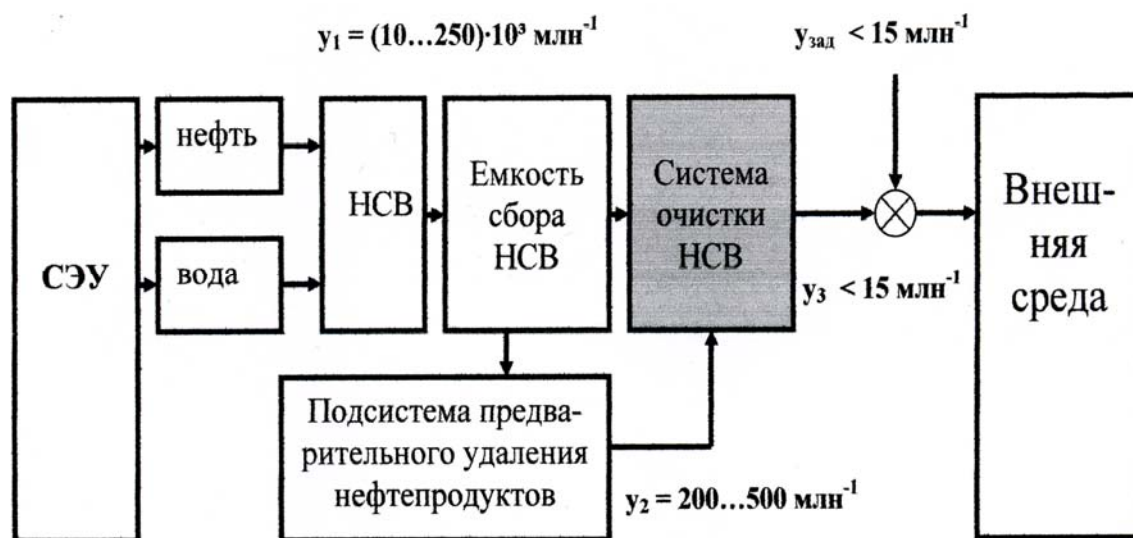 y₁ = (10...250)·10³ млн⁻¹
yзад < 15 млн⁻¹
СЭУ
нефть
вода
НСВ
Емкость
сбора
НСВ
Система
очистки
НСВ
y₃ < 15 млн⁻¹
Внеш-
няя
среда
Подсистема предва-
рительного удаления
нефтепродуктов
y₂ = 200...500 млн⁻¹